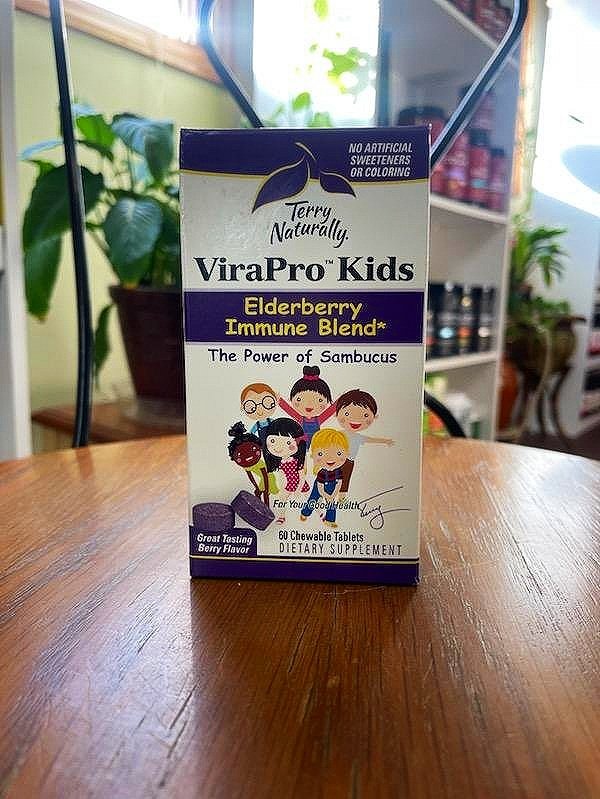 NO ARTIFICIAL
SWEETENERS
OR COLORING
Terry
Naturally.
ViraPro™ Kids
Elderberry
Immune Blend*
The Power of Sambucus
For Your Good Health,
Terry
Great Tasting
Berry Flavor
60 Chewable Tablets
DIETARY SUPPLEMENT